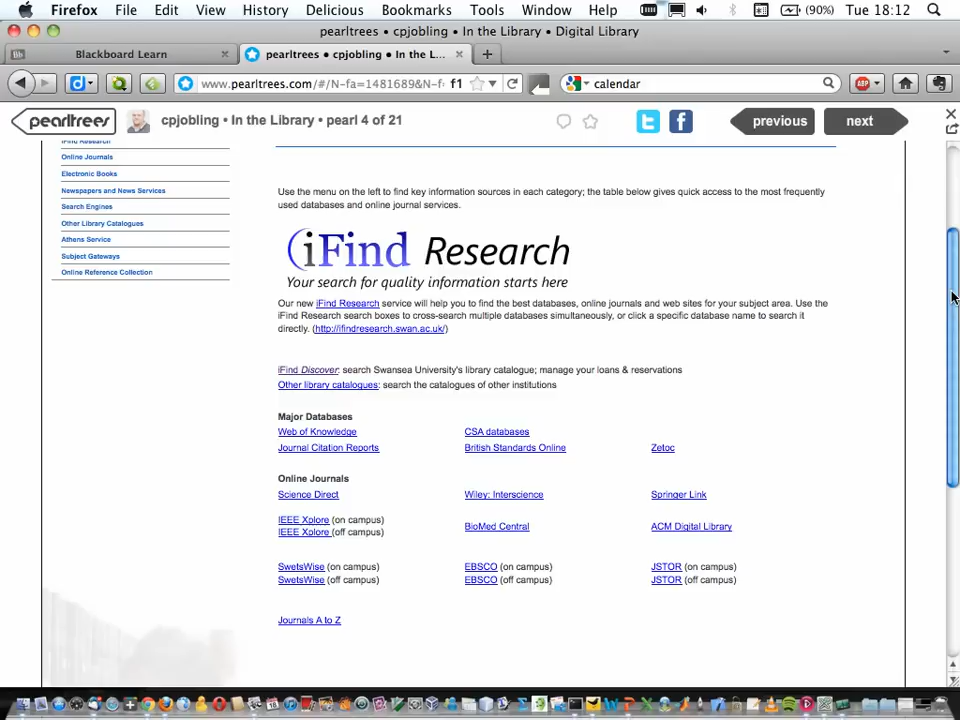 Firefox File Edit View History Delicious Bookmarks Tools Window Help (90%) Tue 18:12
pearltrees • cpjobling • In the Library • Digital Library
Bb Blackboard Learn
pearltrees • cpjobling • In the L...
www.pearltrees.com/#/N-fa=1481689&N-f: f1
calendar
ABP
pearltrees cpjobling • In the Library • pearl 4 of 21 previous next
iFind Research
Online Journals
Electronic Books
Newspapers and News Services
Search Engines
Other Library Catalogues
Athens Service
Subject Gateways
Online Reference Collection
Use the menu on the left to find key information sources in each category; the table below gives quick access to the most frequently
used databases and online journal services.
(iFind Research
Your search for quality information starts here
Our new iFind Research service will help you to find the best databases, online journals and web sites for your subject area. Use the
iFind Research search boxes to cross-search multiple databases simultaneously, or click a specific database name to search it
directly. (http://ifindresearch.swan.ac.uk/)
iFind Discover: search Swansea University's library catalogue; manage your loans & reservations
Other library catalogues: search the catalogues of other institutions
Major Databases
Web of Knowledge CSA databases
Journal Citation Reports British Standards Online Zetoc
Online Journals
Science Direct Wiley: Interscience Springer Link
IEEE Xplore (on campus)
IEEE Xplore (off campus) BioMed Central ACM Digital Library
SwetsWise (on campus) EBSCO (on campus) JSTOR (on campus)
SwetsWise (off campus) EBSCO (off campus) JSTOR (off campus)
Journals A to Z